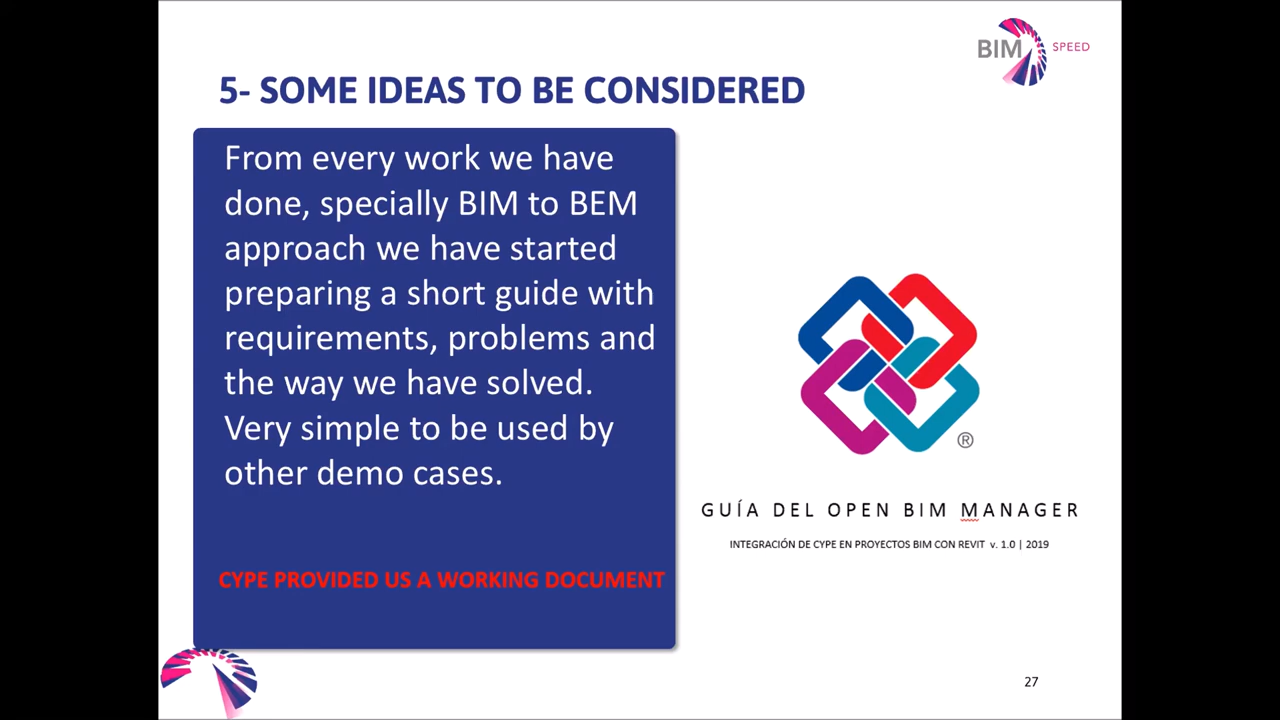 BIM SPEED
5- SOME IDEAS TO BE CONSIDERED
From every work we have
done, specially BIM to BEM
approach we have started
preparing a short guide with
requirements, problems and
the way we have solved.
Very simple to be used by
other demo cases.
CYPE PROVIDED US A WORKING DOCUMENT
®
GUÍA DEL OPEN BIM MANAGER
INTEGRACIÓN DE CYPE EN PROYECTOS BIM CON REVIT v. 1.0 | 2019
27